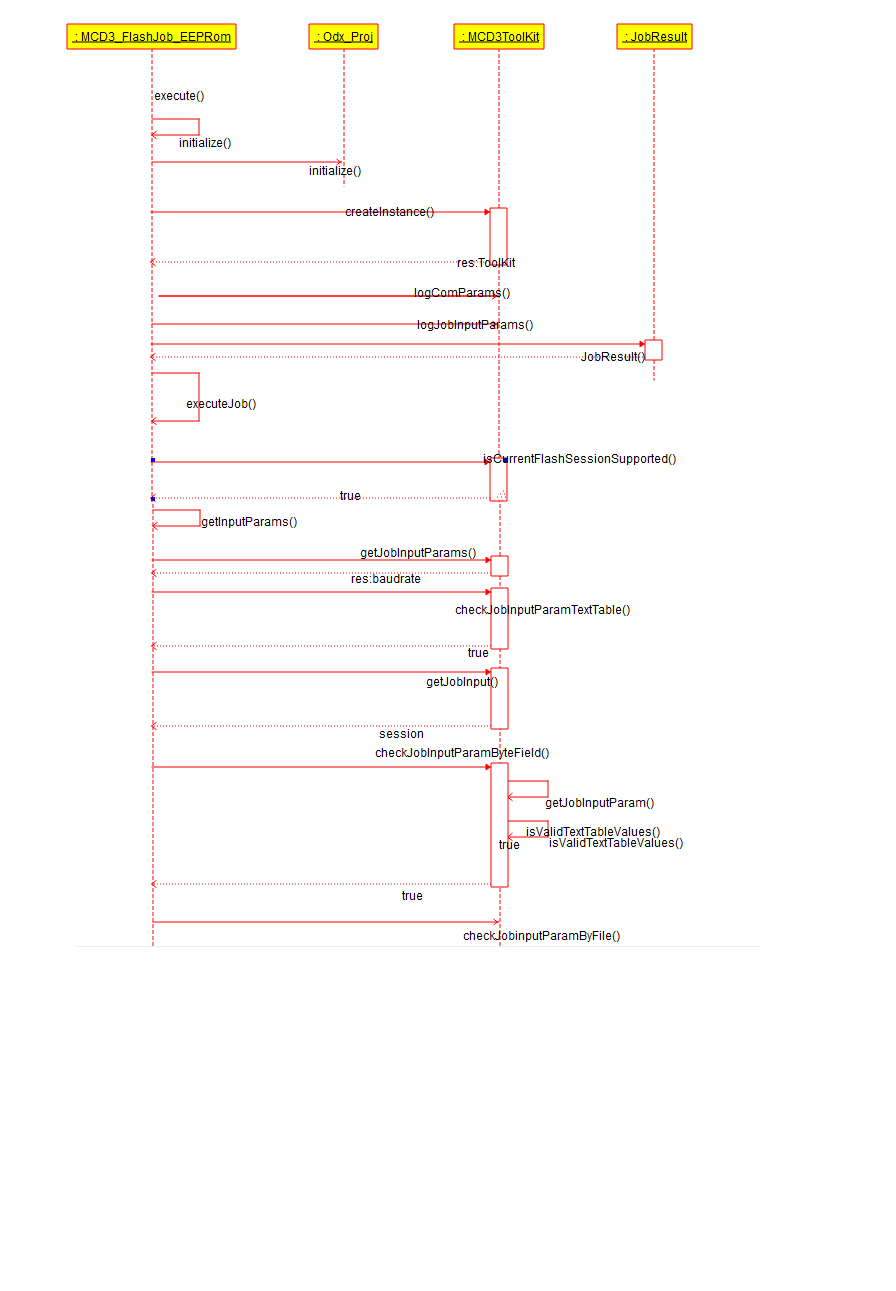 : MCD3_FlashJob_EEPRom
: Odx_Proj
: MCD3ToolKit
: JobResult
execute()
initialize()
initialize()
createInstance()
res:ToolKit
logComParams()
logJobInputParams()
JobResult()
executeJob()
isCurrentFlashSessionSupported()
true
getInputParams()
getJobInputParams()
res:baudrate
checkJobInputParamTextTable()
true
getJobInput()
session
checkJobInputParamByteField()
getJobInputParam()
isValidTextTableValues()
true
isValidTextTableValues()
true
checkJobinputParamByFile()